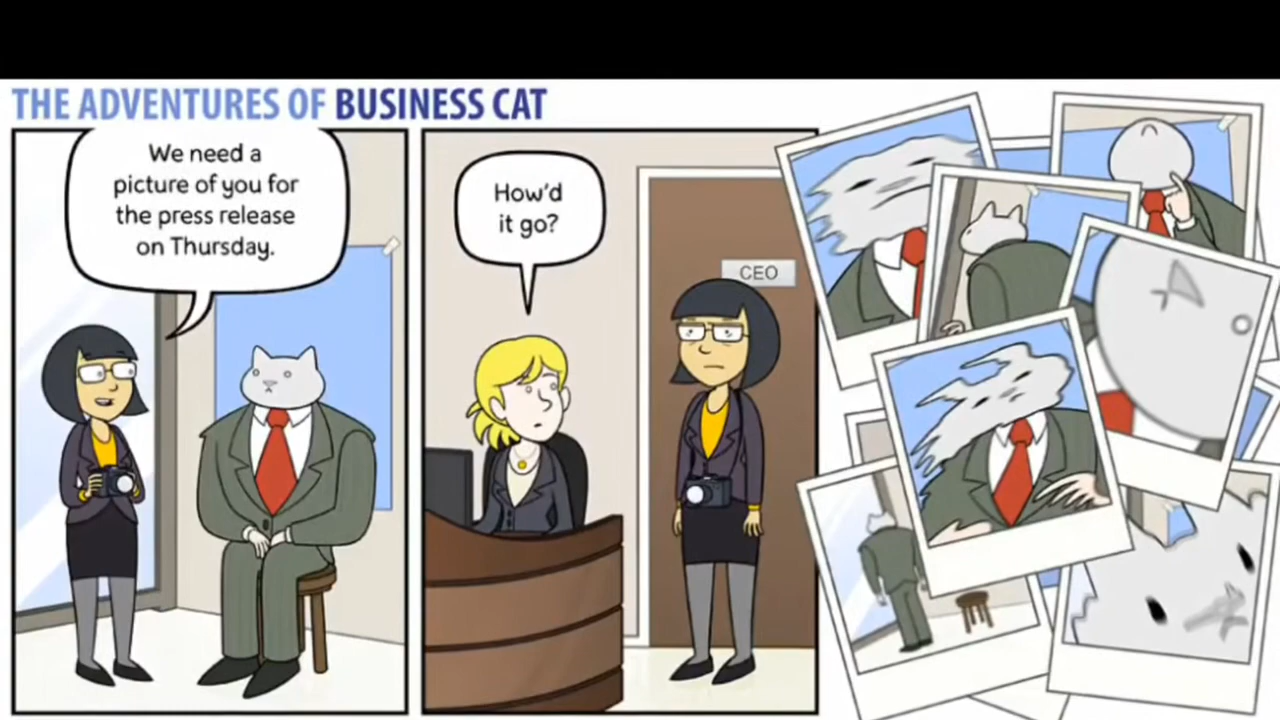 THE ADVENTURES OF BUSINESS CAT
We need a
picture of you for
the press release
on Thursday.
How'd
it go?
CEO